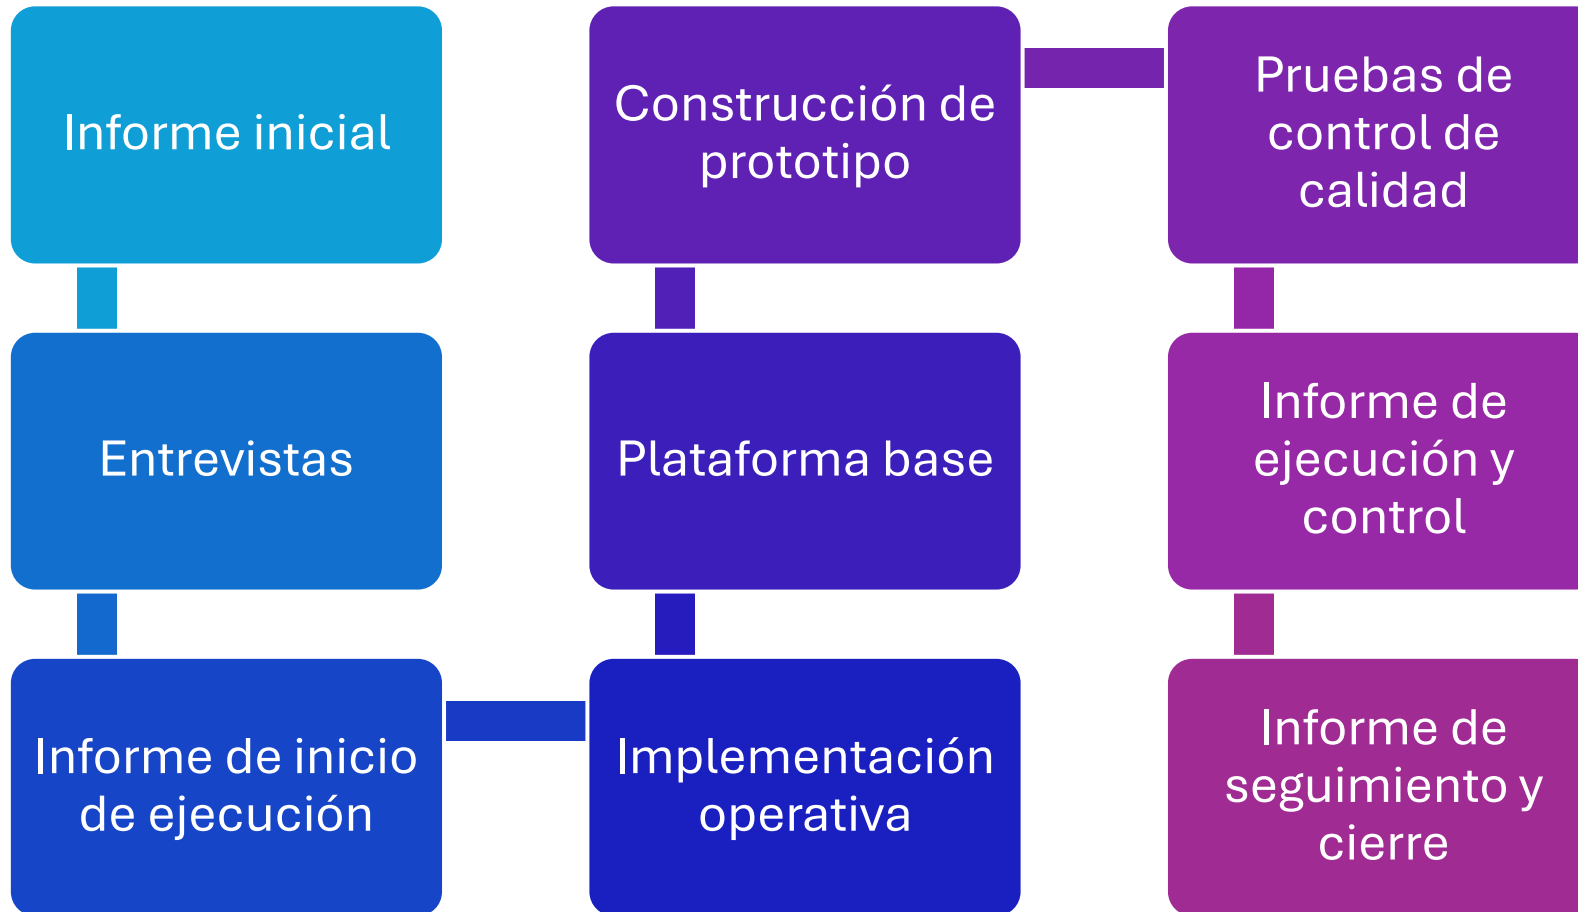 Informe inicial
Entrevistas
Informe de inicio
de ejecución
Implementación
operativa
Plataforma base
Construcción de
prototipo
Pruebas de
control de
calidad
Informe de
ejecución y
control
Informe de
seguimiento y
cierre